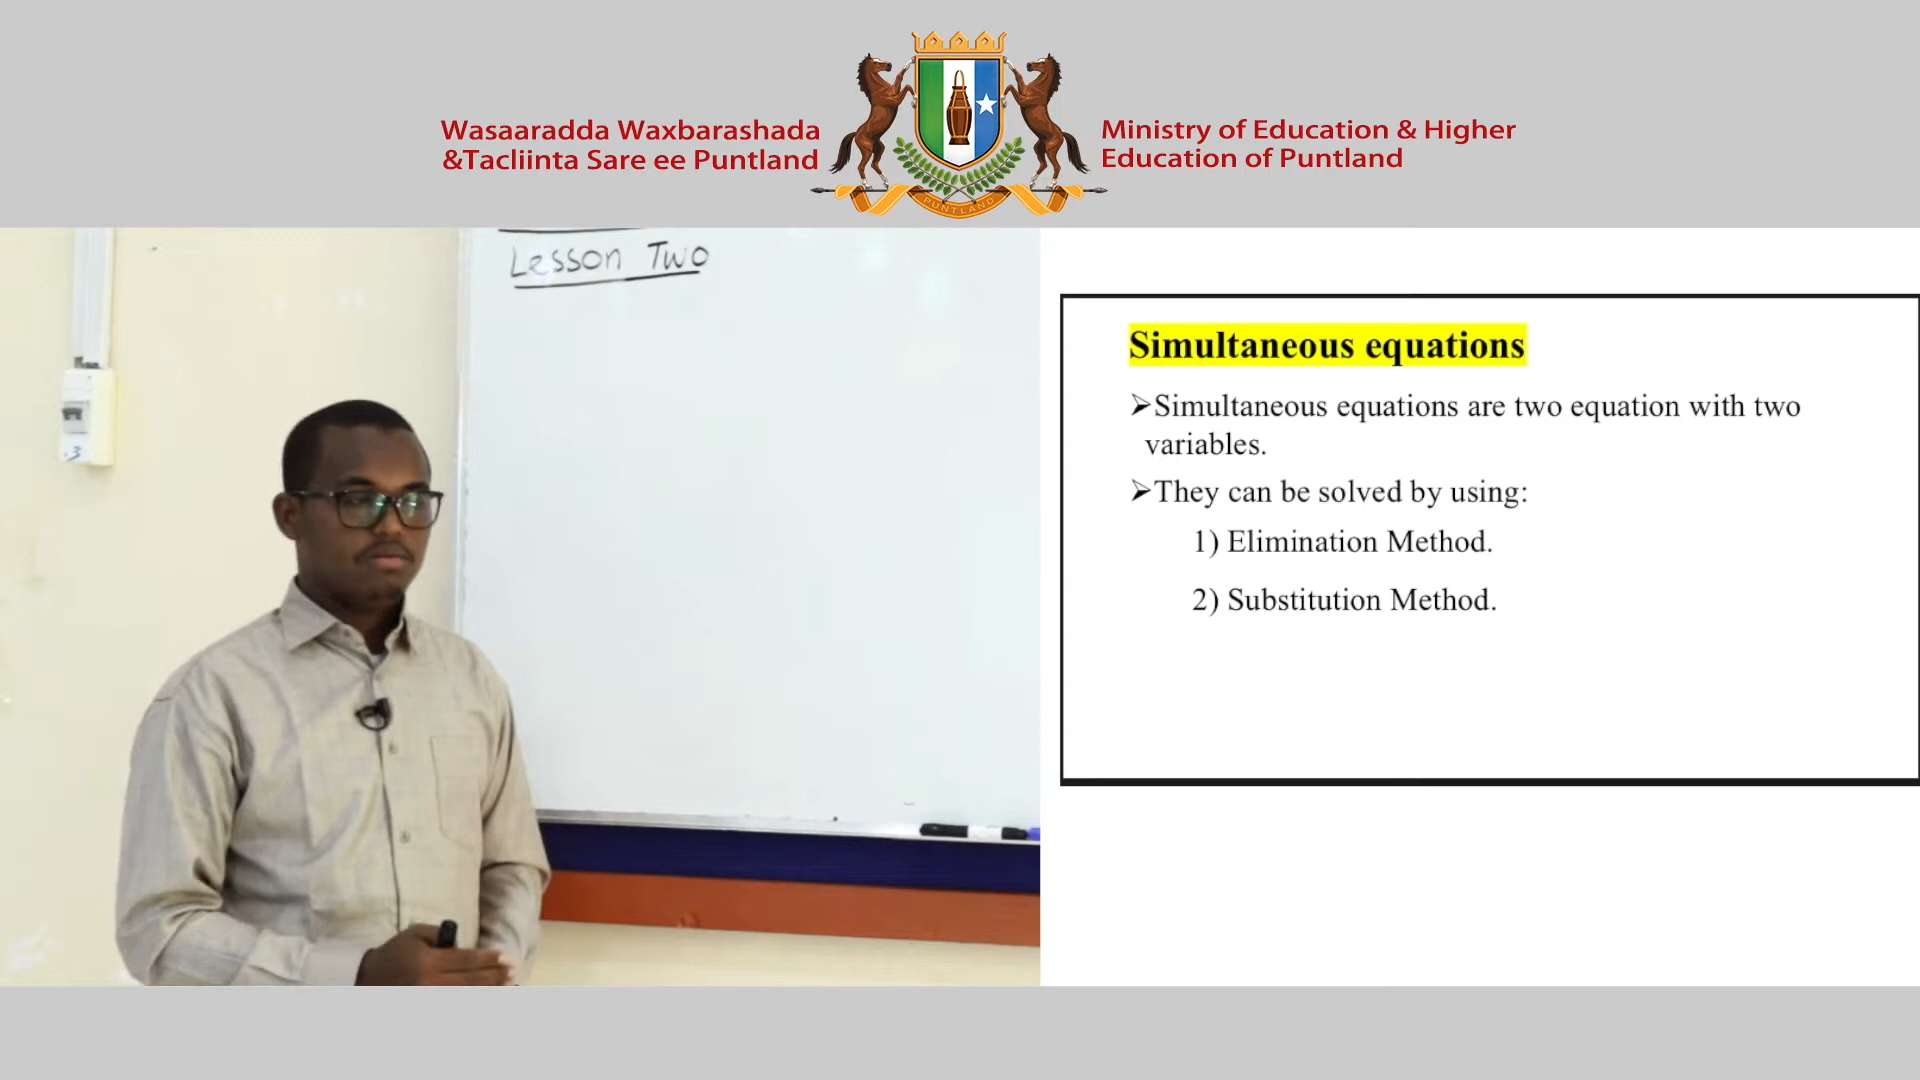 Wasaaradda Waxbarashada
&Tacliinta Sare ee Puntland
PUNTLAND
Ministry of Education & Higher
Education of Puntland
Lesson Two
3
Simultaneous equations
➢Simultaneous equations are two equation with two
variables.
➢They can be solved by using:
1) Elimination Method.
2) Substitution Method.